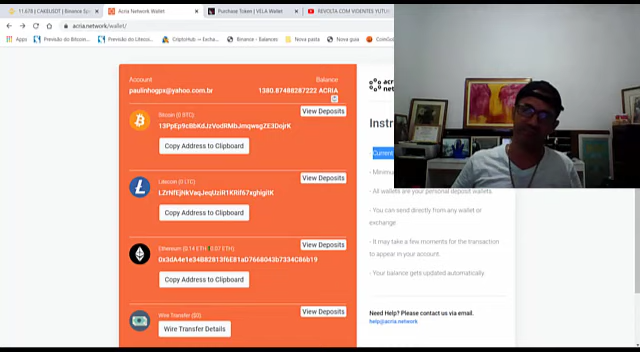 11.678 | CAKEUSDT | Binance Sp
Acria Network Wallet
Purchase Token | VELA Wallet
REVOLTA COM VIDENTES YUTU
acria.network/wallet/
Apps
Previsão do Bitcoin...
Previsão do Litecoi...
CriptoHub — Excha...
Binance - Balances
Nova pasta
Nova guia
CoinGo
Account
Balance
paulinhogpx@yahoo.com.br
1380.87488287222 ACRIA
acr
net
View Deposits
Bitcoin (0 BTC)
Copy Address to Clipboard
Instr
Current
- Minimu
View Deposits
Litecoin (0 LTC)
Copy Address to Clipboard
- All wallets are your personal deposit wallets.
- You can send directly from any wallet or
exchange.
View Deposits
Ethereum (0.14 ETH
0.07 ETH)
0x3dA4e1e34B82813f6E81aD7668043b7334C86b19
Copy Address to Clipboard
- It may take a few moments for the transaction
to appear in your account.
- Your balance gets updated automatically.
View Deposits
Wire Transfer ($0)
Wire Transfer Details
Need Help? Please contact us via email.
help@acria.network